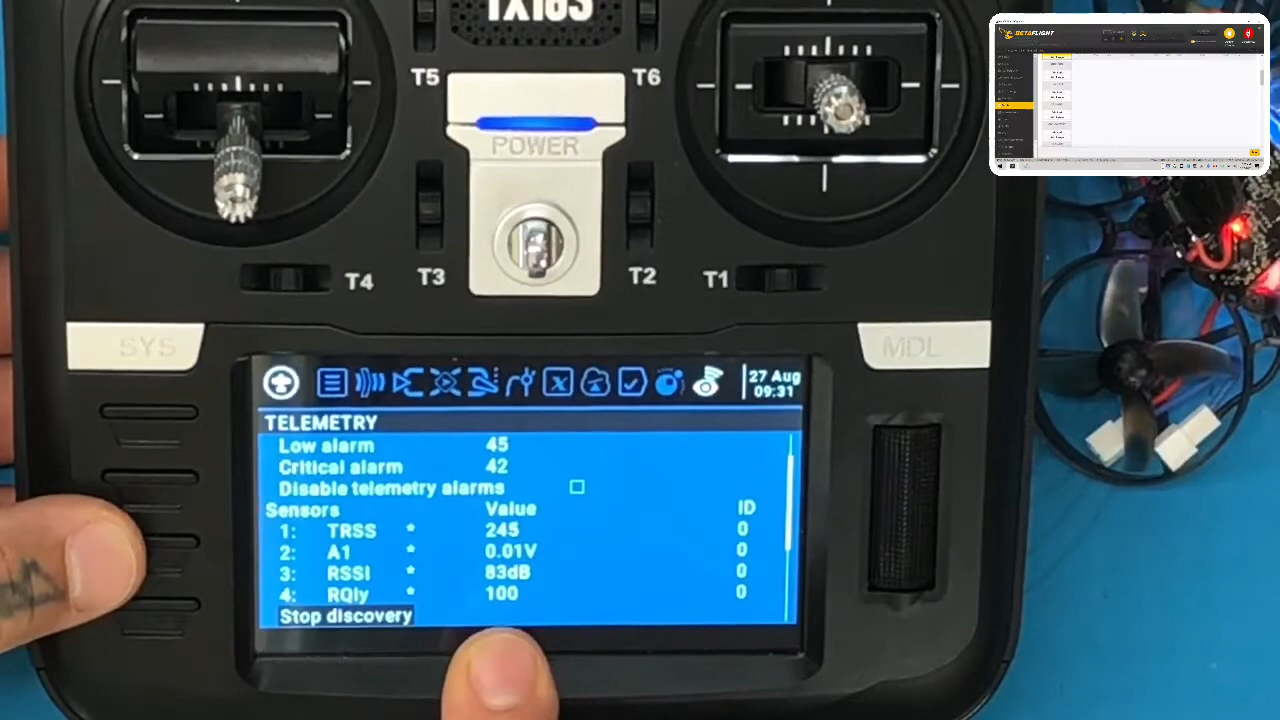 TX16S
T5
T6
POWER
T4
T3
T2
T1
SYS
MDL
27 Aug
09:31
TELEMETRY
Low alarm 45
Critical alarm 42
Disable telemetry alarms
Sensors Value ID
1: TRSS * 245 0
2: A1 * 0.01V 0
3: RSSI * 83dB 0
4: RQly * 100 0
Stop discovery
BETAFLIGHT